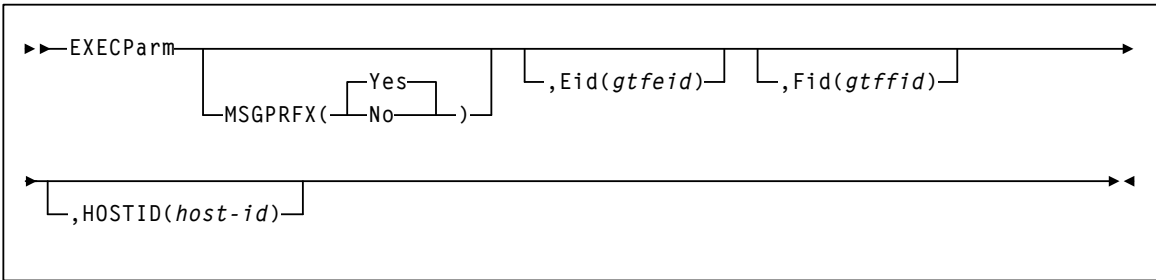 EXECParm
Yes
MSGPRFX( No )
,Eid(gtfeid)
,Fid(gtffid)
,HOSTID(host-id)